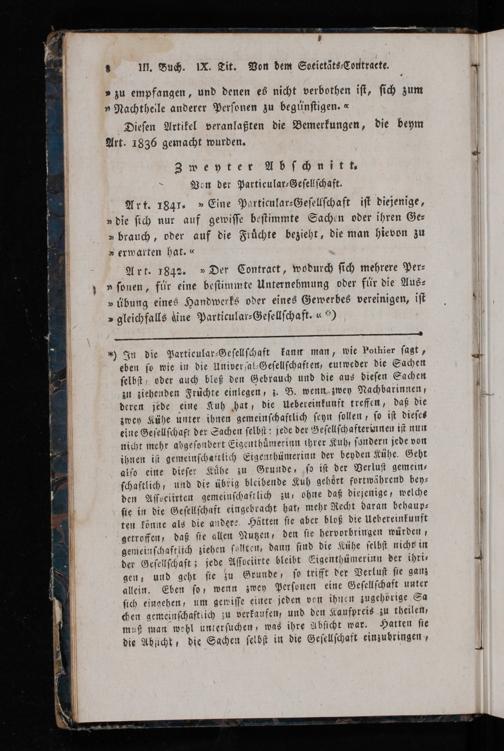 8 III. Buch. IX. Tit. Von dem Societäts-Contracte.
» zu empfangen, und denen es nicht verbothen ist, sich zum
» Nachtheile anderer Personen zu begünstigen. «
Diesen Artikel veranlaßten die Bemerkungen, die beym
Art. 1836 gemacht wurden.
Zweyter Abschnitt.
Von der Particular-Gesellschaft.
Art. 1841. » Eine Particular-Gesellschaft ist diejenige,
» die sich nur auf gewisse bestimmte Sachen oder ihren Ge-
» brauch, oder auf die Früchte bezieht, die man hievon zu
» erwarten hat. «
Art. 1842. » Der Contract, wodurch sich mehrere Per-
» sonen, für eine bestimmte Unternehmung oder für die Aus-
» übung eines Handwerks oder eines Gewerbes vereinigen, ist
» gleichfalls eine Particular-Gesellschaft. « *)
*) In die Particular-Gesellschaft kann man, wie Pothier sagt,
eben so wie in die Universal-Gesellschaften, entweder die Sachen
selbst, oder auch bloß den Gebrauch und die aus diesen Sachen
zu ziehenden Früchte einlegen, z. B. wenn zwey Nachbarinnen,
deren jede eine Kuh hat, die Uebereinkunft treffen, daß die
zwey Kühe unter ihnen gemeinschaftlich seyn sollen, so ist dieses
eine Gesellschaft der Sachen selbst: jede der Gesellschafterinnen ist nun
nicht mehr abgesondert Eigenthümerinn ihrer Kuh, sondern jede von
ihnen ist gemeinschaftlich Eigenthümerinn der beyden Kühe. Geht
also eine dieser Kühe zu Grunde, so ist der Verlust gemein-
schaftlich, und die übrig bleibende Kuh gehört fortwährend bey-
den Associirten gemeinschaftlich zu, ohne daß diejenige, welche
sie in die Gesellschaft eingebracht hat, mehr Recht daran behaup-
ten könne als die andere. Hätten sie aber bloß die Uebereinkunft
getroffen, daß sie allen Nutzen, den sie hervorbringen würden,
gemeinschaftlich ziehen sollten, dann sind die Kühe selbst nicht in
der Gesellschaft; jede Associirte bleibt Eigenthümerinn der ihri-
gen, und geht sie zu Grunde, so trifft der Verlust sie ganz
allein. Eben so, wenn zwey Personen eine Gesellschaft unter
sich eingehen, um gewisse einer jeden von ihnen zugehörige Sa
chen gemeinschaftlich zu verkaufen, und den Kaufpreis zu theilen,
muß man wohl untersuchen, was ihre Absicht war. Hatten sie
die Absicht, die Sachen selbst in die Gesellschaft einzubringen,